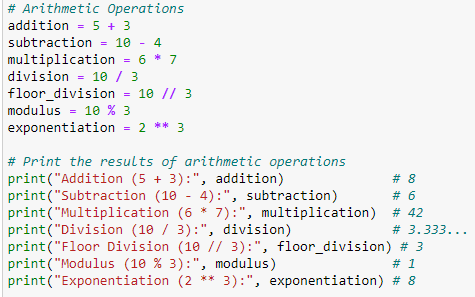 # Arithmetic Operations
addition = 5 + 3
subtraction = 10 - 4
multiplication = 6 * 7
division = 10 / 3
floor_division = 10 // 3
modulus = 10 % 3
exponentiation = 2 ** 3

# Print the results of arithmetic operations
print("Addition (5 + 3):", addition)              # 8
print("Subtraction (10 - 4):", subtraction)       # 6
print("Multiplication (6 * 7):", multiplication)  # 42
print("Division (10 / 3):", division)             # 3.333...
print("Floor Division (10 // 3):", floor_division) # 3
print("Modulus (10 % 3):", modulus)               # 1
print("Exponentiation (2 ** 3):", exponentiation) # 8